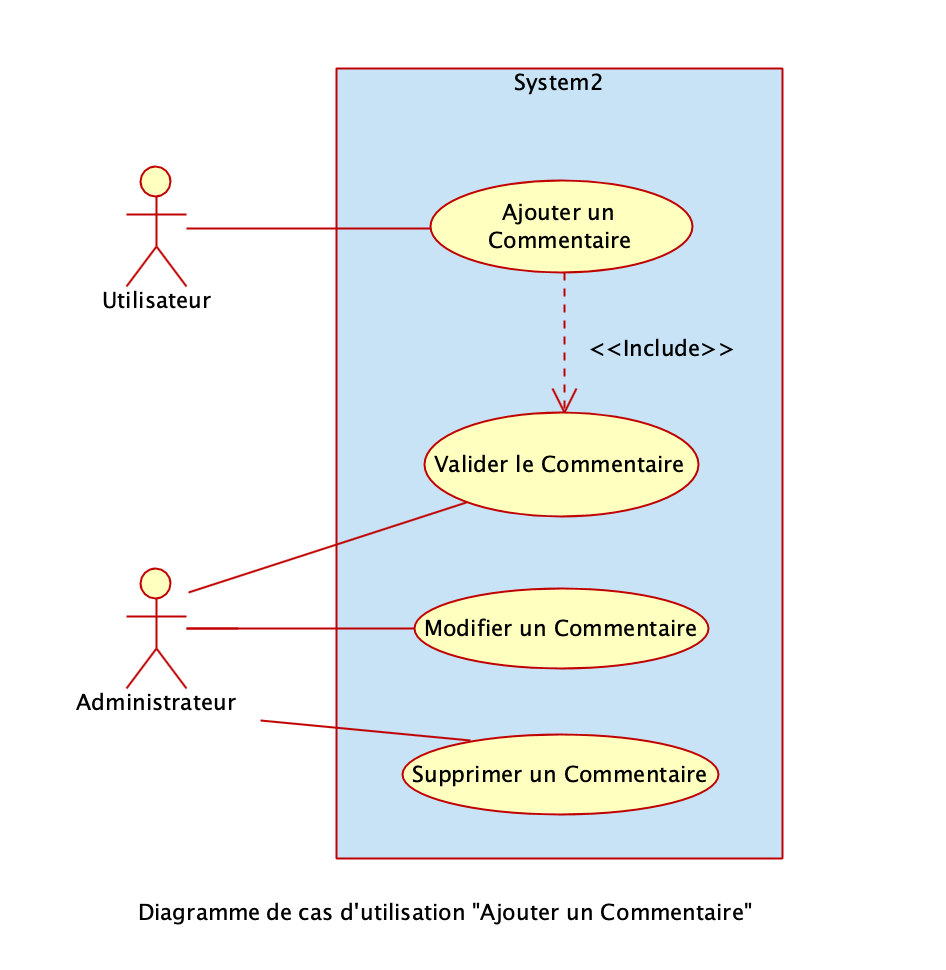 System2
Ajouter un
Commentaire
Utilisateur
<<Include>>
Valider le Commentaire
Modifier un Commentaire
Administrateur
Supprimer un Commentaire
Diagramme de cas d'utilisation "Ajouter un Commentaire"